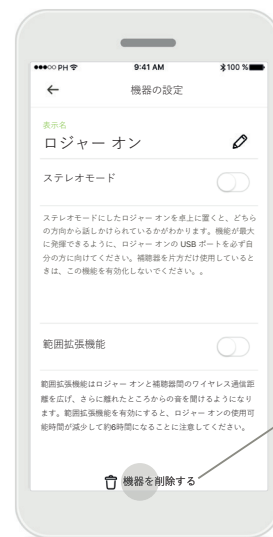 ●●●○○ PH 9:41 AM 100 %
機器の設定
表示名
ロジャー オン
ステレオモード
ステレオモードにしたロジャー オンを卓上に置くと、どちら
の方向から話しかけられているかがわかります。機能が最大
に発揮できるように、ロジャー オンの USB ポートを必ず自
分の方に向けてください。補聴器を片方だけ使用していると
きは、この機能を有効化しないでください。。
範囲拡張機能
範囲拡張機能はロジャー オンと補聴器間のワイヤレス通信距
離を広げ、さらに離れたところからの音を聞けるようになり
ます。範囲拡張機能を有効にすると、ロジャー オンの使用可
能時間が減少して約6時間になることに注意してください。
機器を削除する